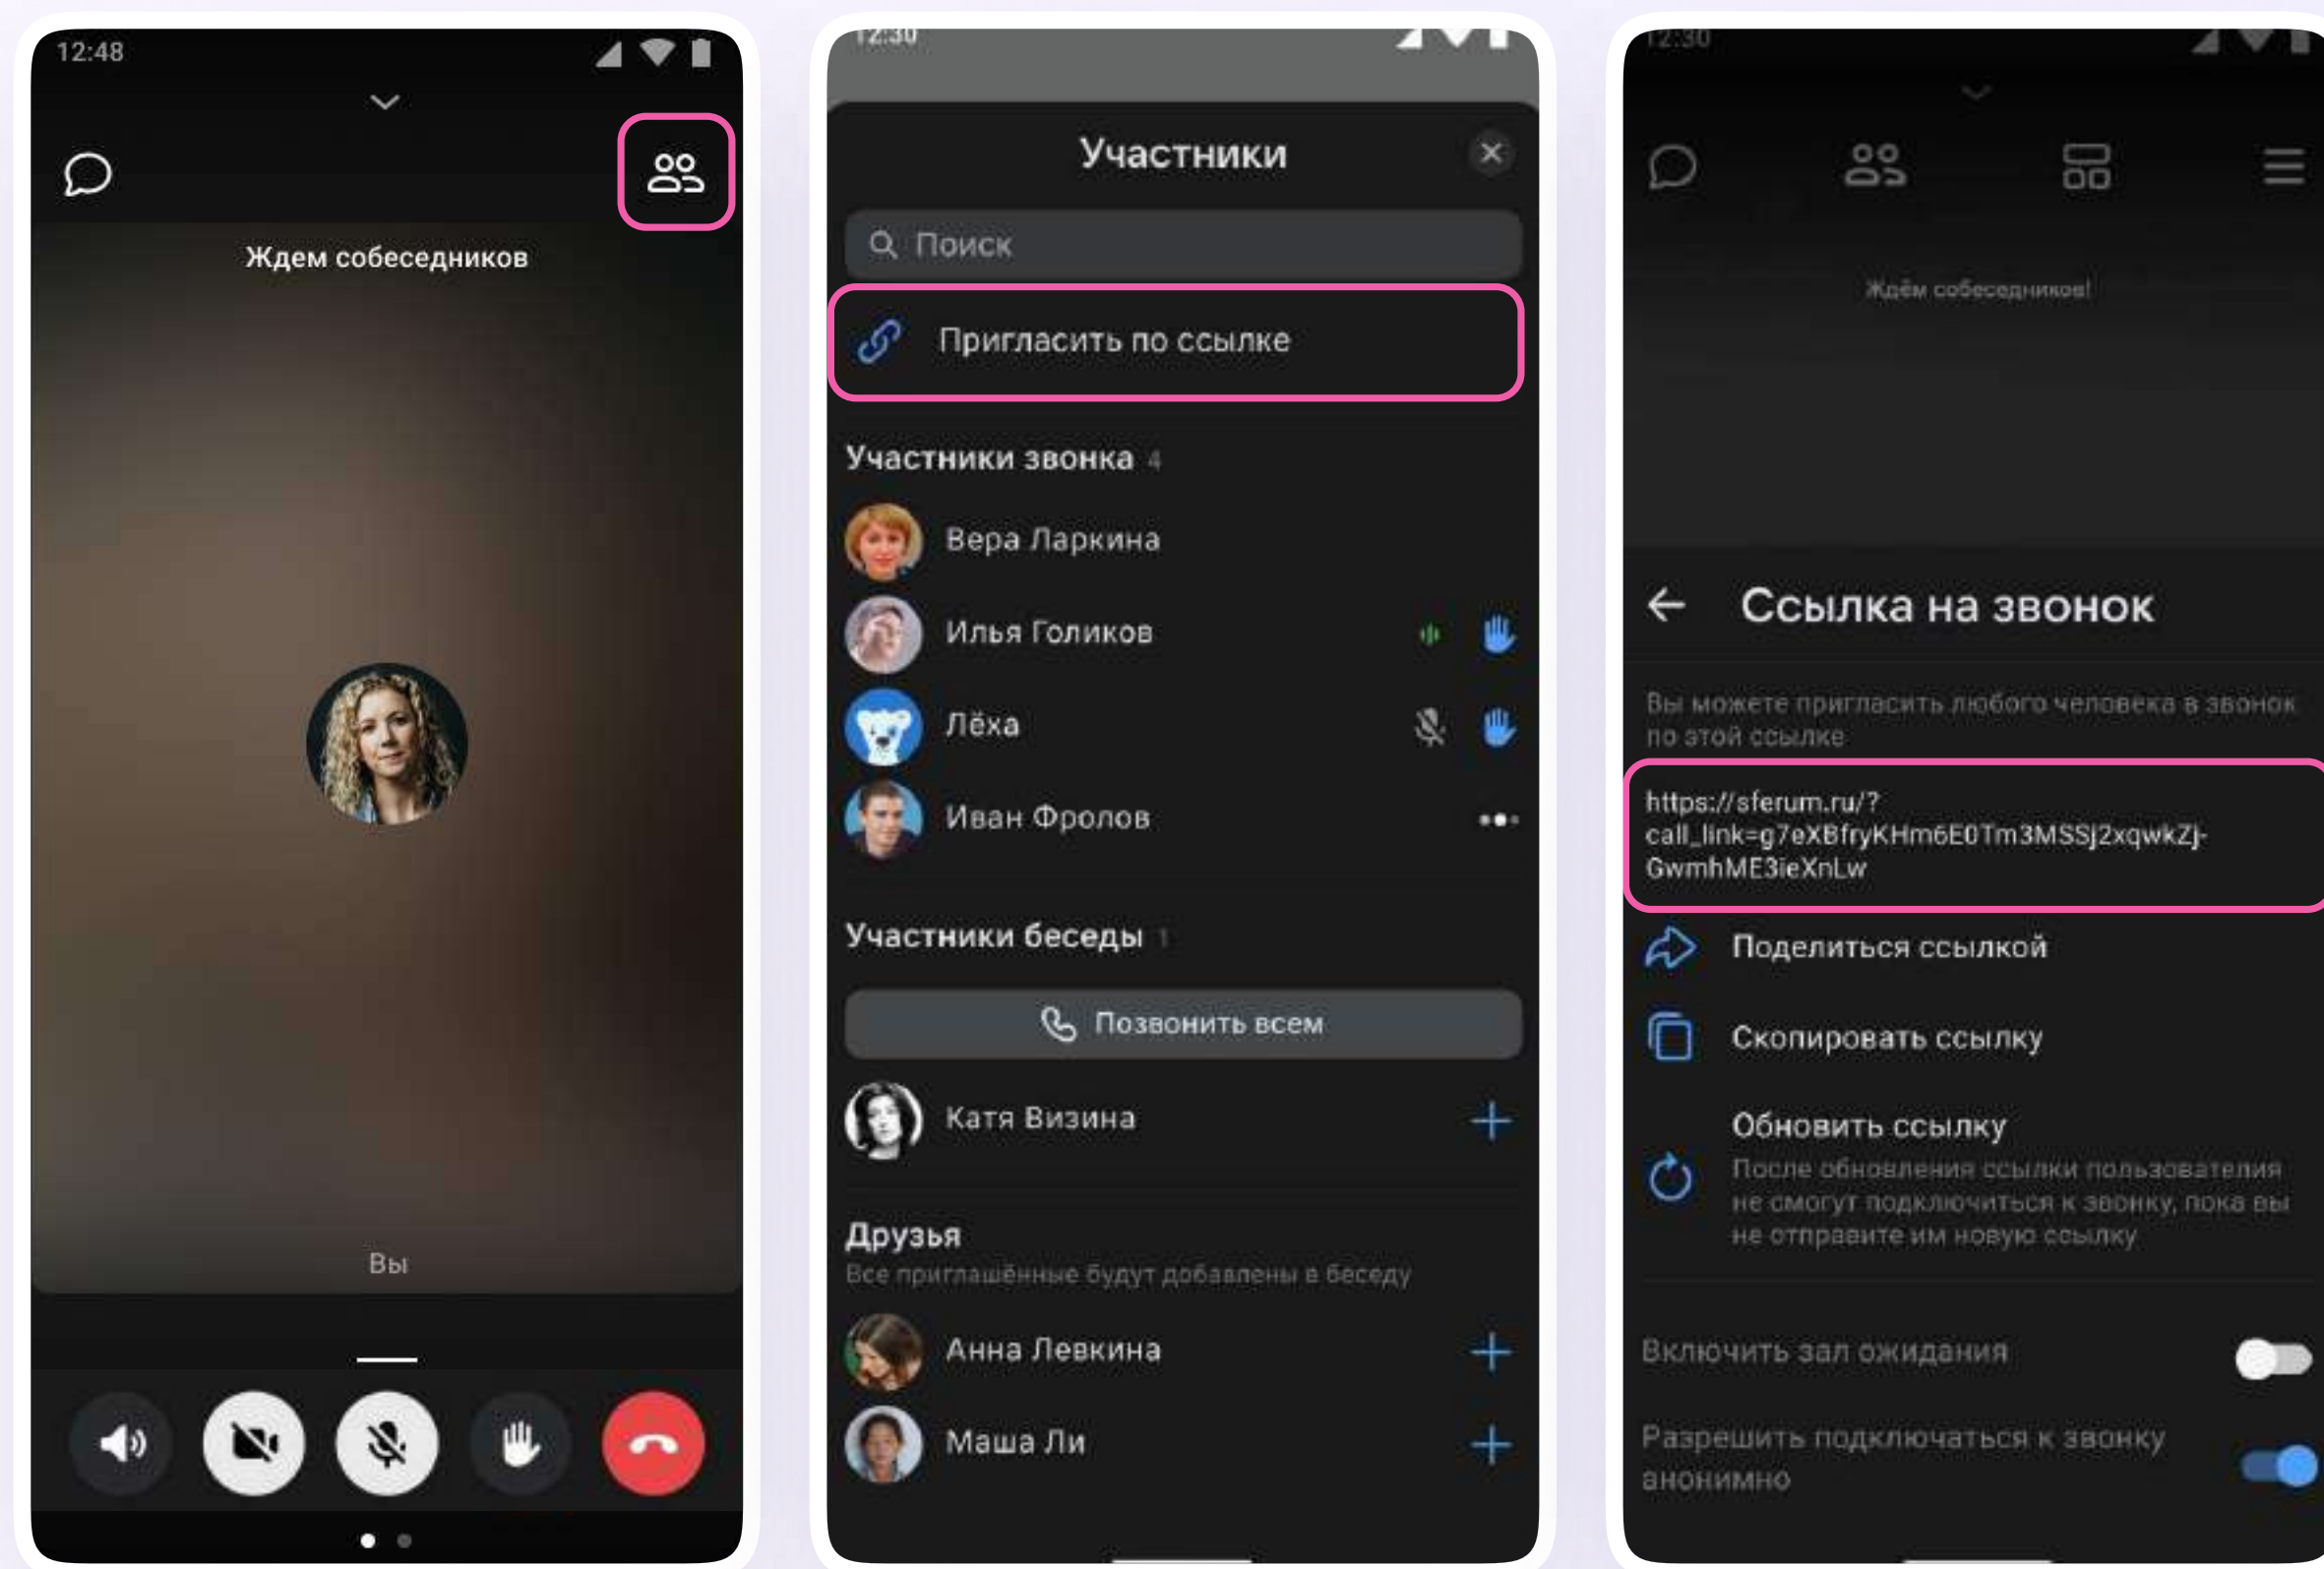 12:48
Ждем собеседников
Вы
12:30
Участники
Поиск
Пригласить по ссылке
Участники звонка 4
Вера Ларкина
Илья Голиков
Лёха
Иван Фролов
Участники беседы 1
Позвонить всем
Катя Визина
Друзья
Все приглашённые будут добавлены в беседу
Анна Левкина
Маша Ли
12:30
Ждём собеседников!
Ссылка на звонок
Вы можете пригласить любого человека в звонок
по этой ссылке
https://sferum.ru/?
call_link=g7eXBfryKHm6E0Tm3MSSj2xqwkZj-
GwmhME3ieXnLw
Поделиться ссылкой
Скопировать ссылку
Обновить ссылку
После обновления ссылки пользователия
не смогут подключиться к звонку, пока вы
не отправите им новую ссылку
Включить зал ожидания
Разрешить подключаться к звонку
анонимно